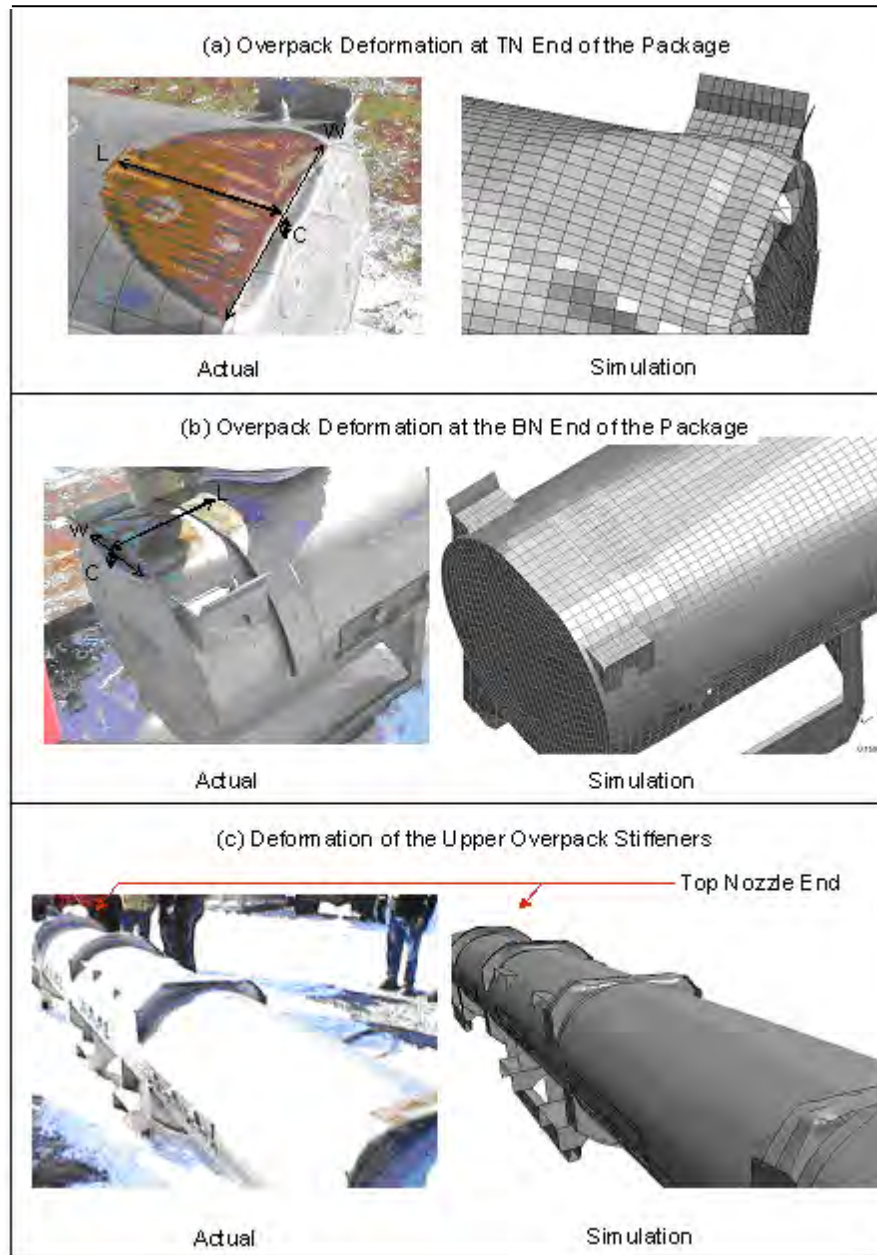 (a) Overpack Deformation at TN End of the Package
W
L
C
Actual Simulation
(b) Overpack Deformation at the BN End of the Package
L
W
C
Actual Simulation
(c) Deformation of the Upper Overpack Stiffeners
Top Nozzle End
Actual Simulation